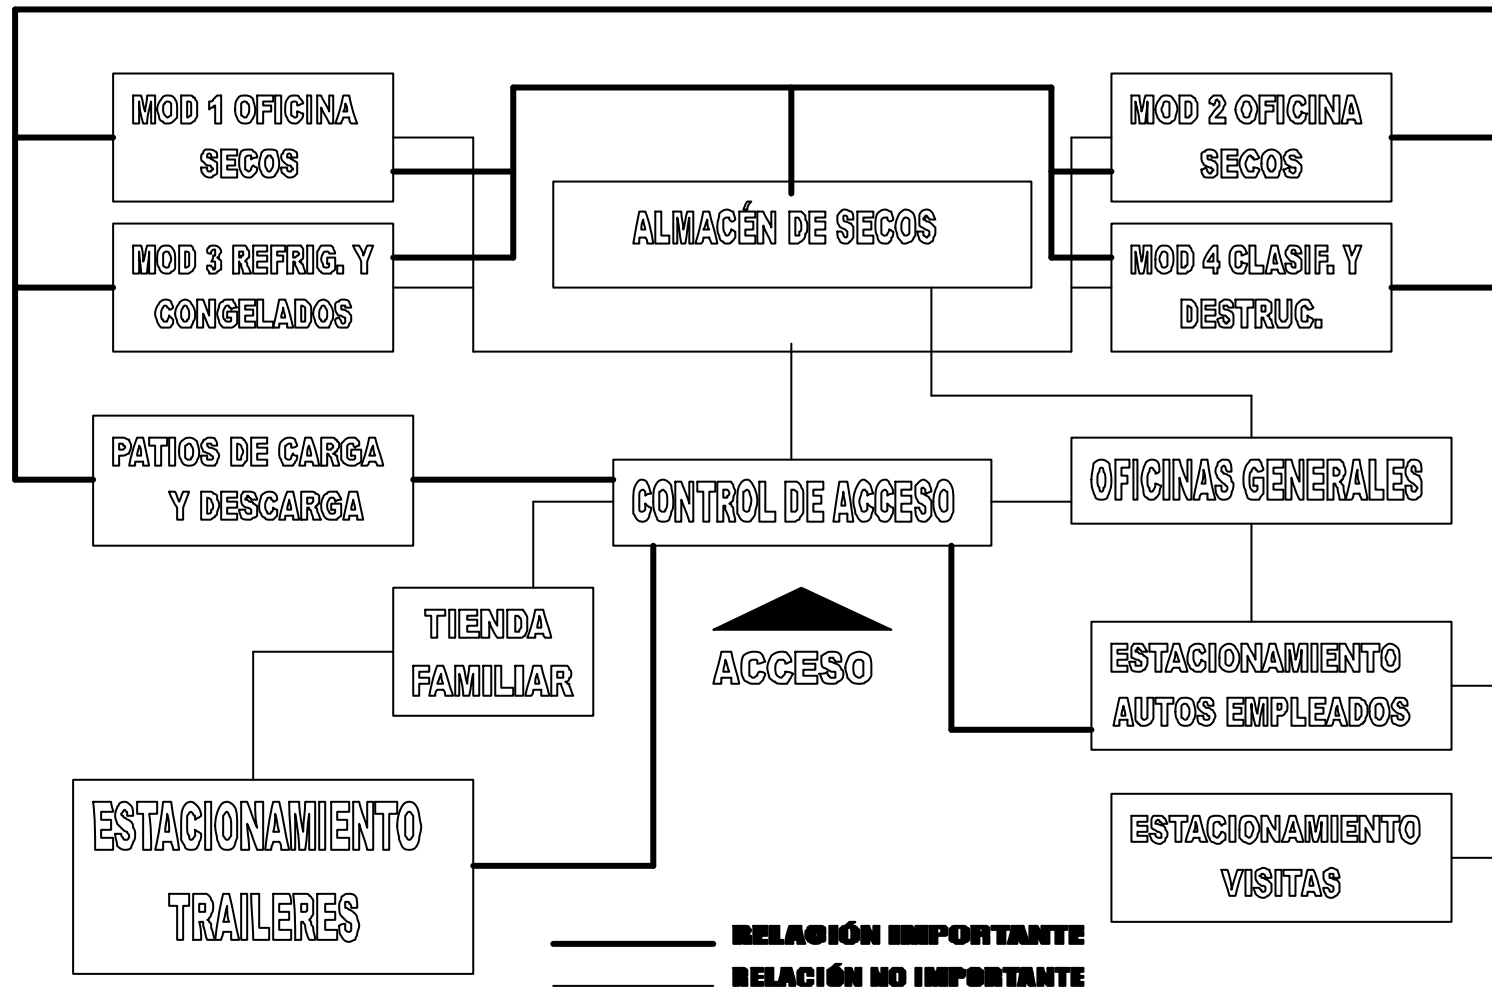 MOD 1 OFICINA
SECOS
MOD 2 OFICINA
SECOS
ALMACÉN DE SECOS
MOD 3 REFRIG. Y
CONGELADOS
MOD 4 CLASIF. Y
DESTRUC.
PATIOS DE CARGA
Y DESCARGA
CONTROL DE ACCESO
OFICINAS GENERALES
TIENDA
FAMILIAR
ACCESO
ESTACIONAMIENTO
AUTOS EMPLEADOS
ESTACIONAMIENTO
TRAILERES
ESTACIONAMIENTO
VISITAS
RELACIÓN IMPORTANTE
RELACIÓN NO IMPORTANTE